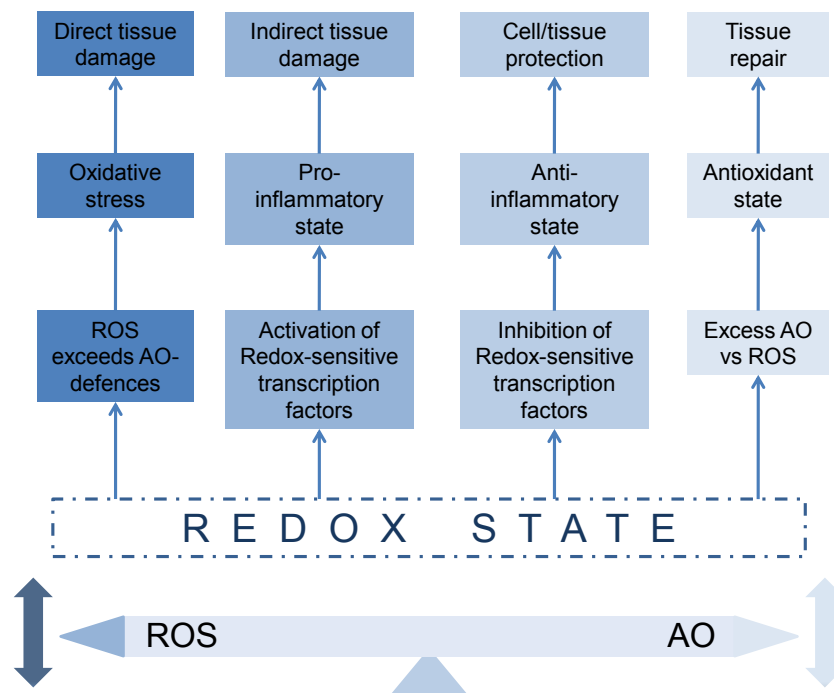 Direct tissue
damage
Indirect tissue
damage
Cell/tissue
protection
Tissue
repair
Oxidative
stress
Pro-
inflammatory
state
Anti-
inflammatory
state
Antioxidant
state
ROS
exceeds AO-
defences
Activation of
Redox-sensitive
transcription
factors
Inhibition of
Redox-sensitive
transcription
factors
Excess AO
vs ROS
REDOX STATE
ROS
AO